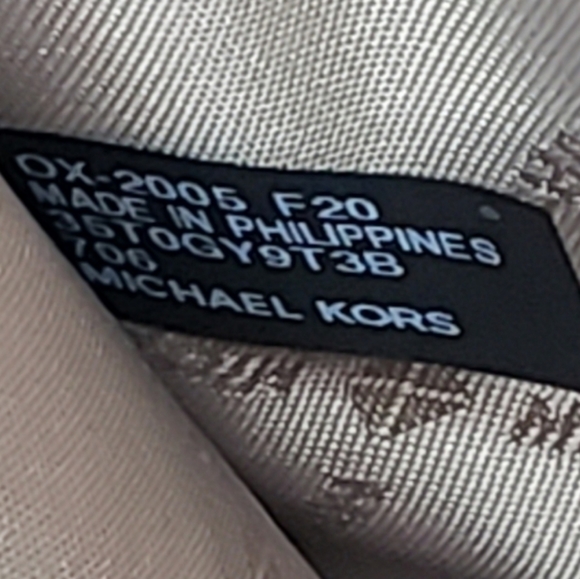 OX-2005 F20
MADE IN PHILIPPINES
35T0GY9T3B
706
MICHAEL KORS